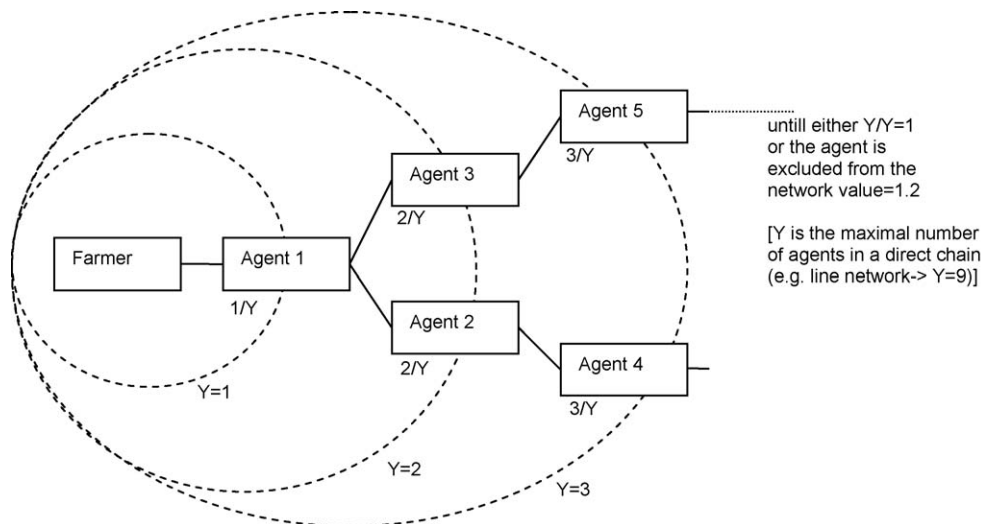 Agent 5
3/Y
untill either Y/Y=1
or the agent is
excluded from the
network value=1.2
Agent 3
2/Y
[Y is the maximal number
of agents in a direct chain
(e.g. line network-> Y=9)]
Farmer
Agent 1
1/Y
Agent 2
2/Y
Agent 4
3/Y
Y=1
Y=2
Y=3